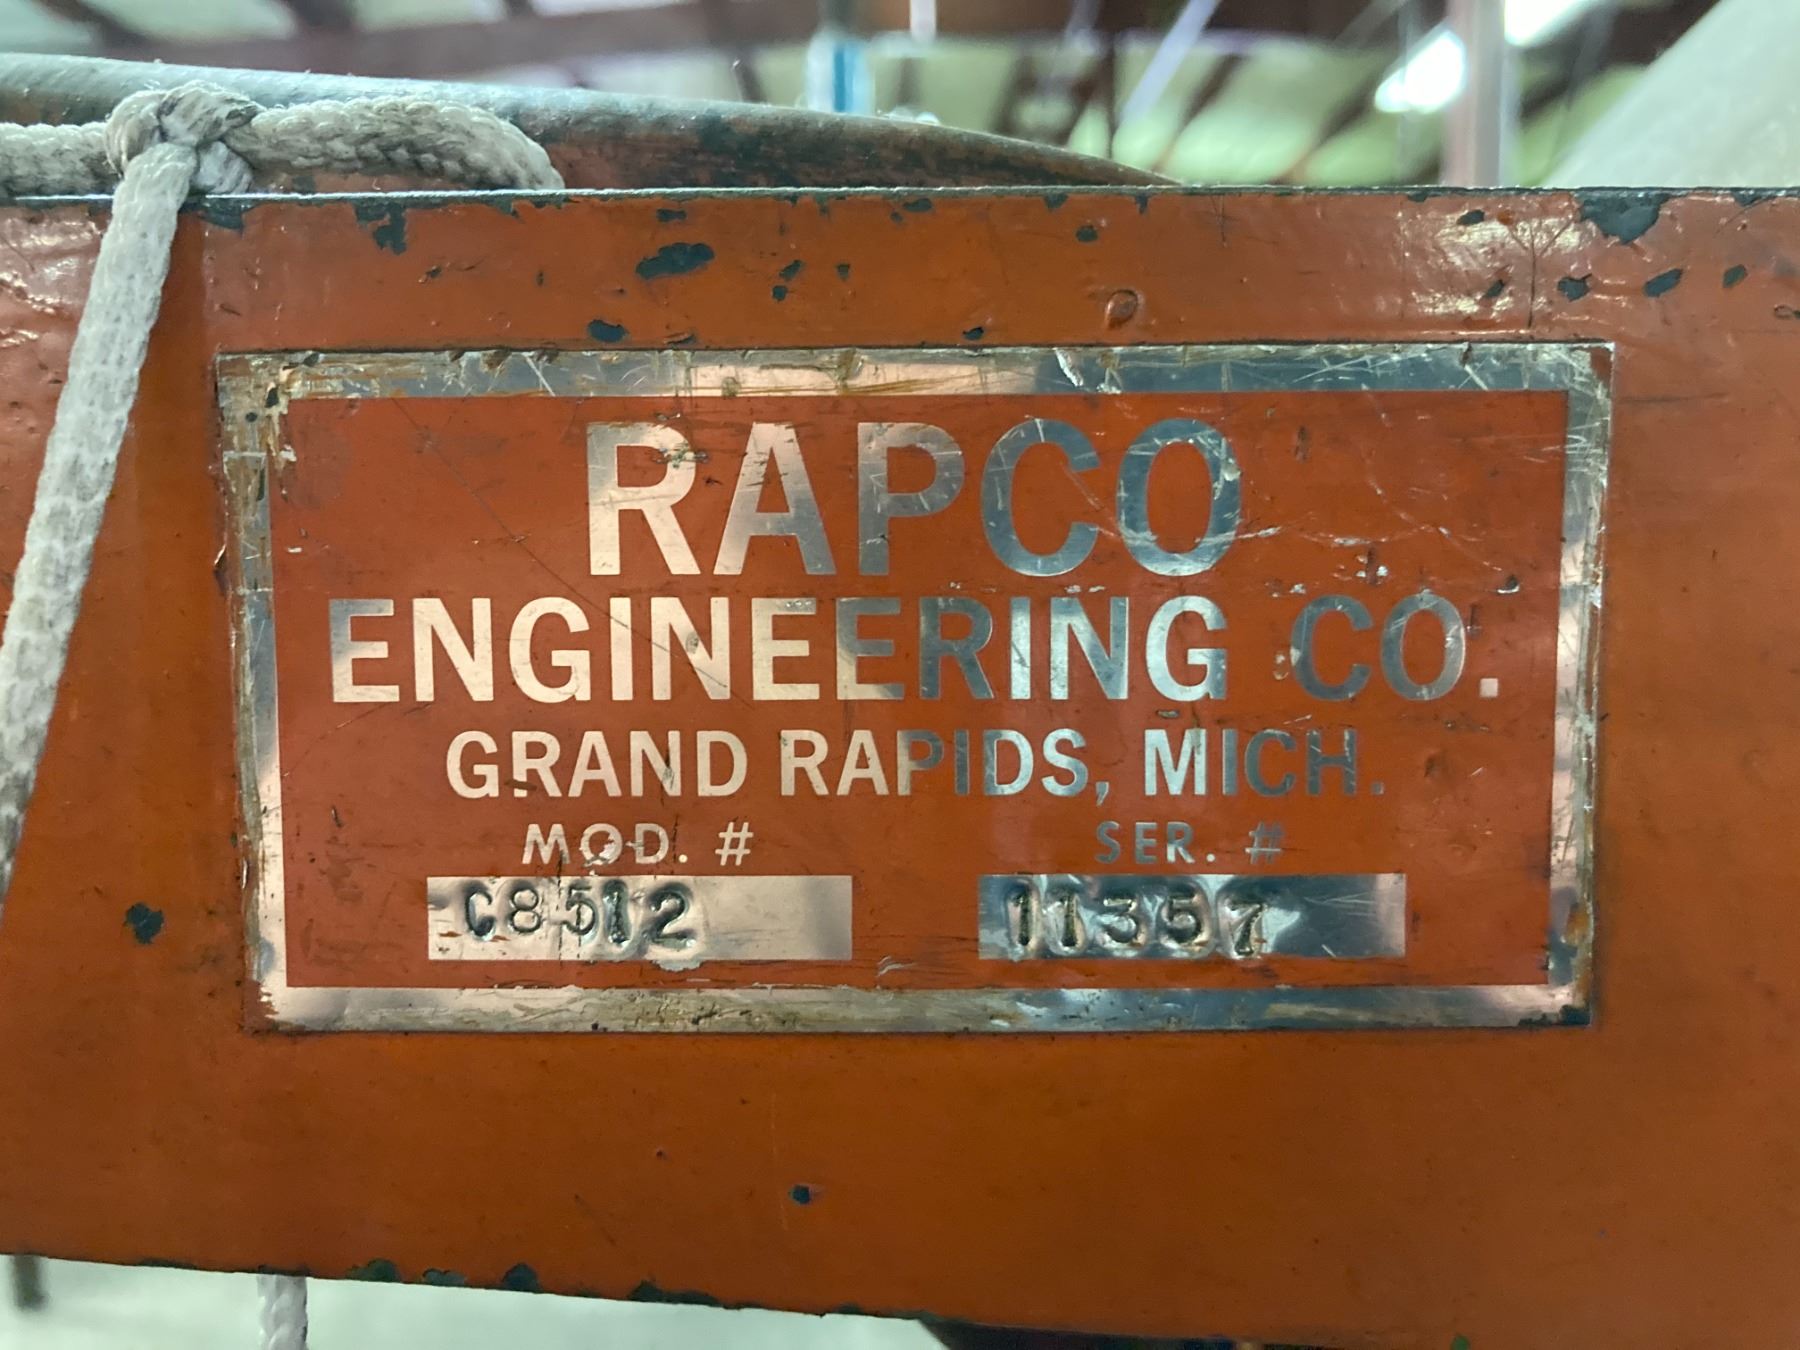 RAPCO
ENGINEERING CO.
GRAND RAPIDS, MICH.
MOD. # SER. #
C8512 11357